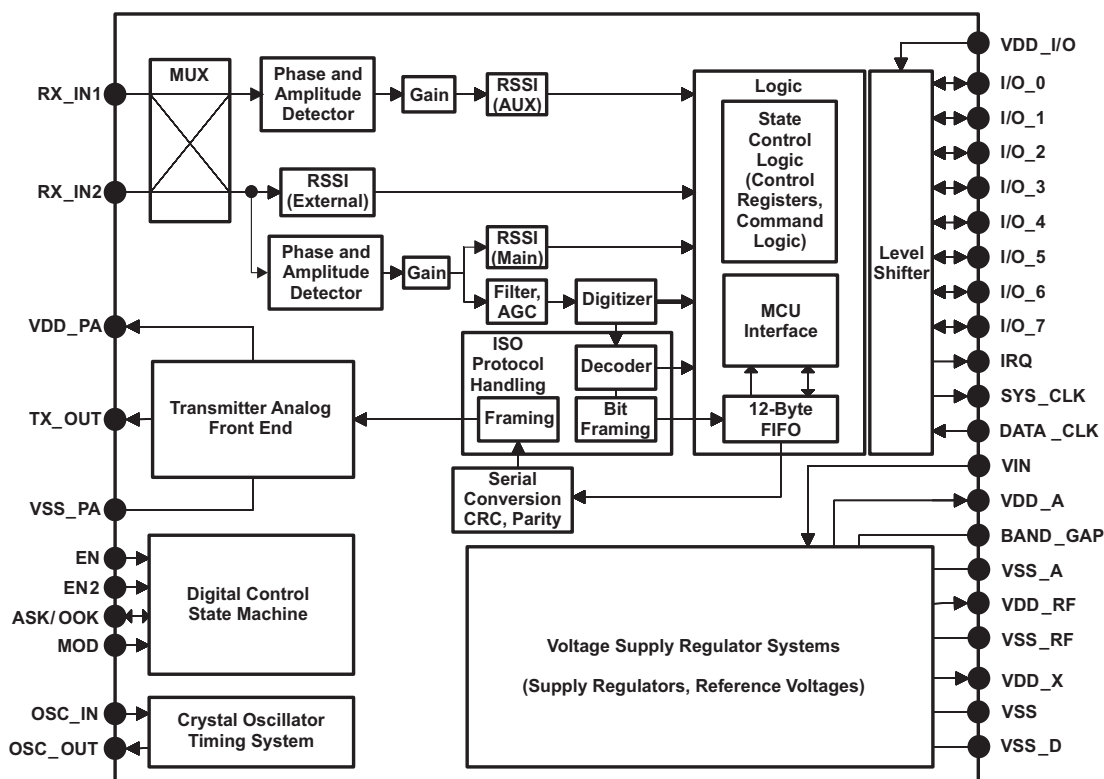 MUX
Phase and
Amplitude
Detector
Gain
RSSI
(AUX)
RX_IN1
RX_IN2
RSSI
(External)
Phase and
Amplitude
Detector
Gain
RSSI
(Main)
Filter,
AGC
Digitizer
ISO
Protocol
Handling
Decoder
Framing
Bit
Framing
Serial
Conversion
CRC, Parity
Logic
State
Control
Logic
(Control
Registers,
Command
Logic)
MCU
Interface
12-Byte
FIFO
Level
Shifter
VDD_I/O
I/O_0
I/O_1
I/O_2
I/O_3
I/O_4
I/O_5
I/O_6
I/O_7
IRQ
SYS_CLK
DATA_CLK
VIN
VDD_A
BAND_GAP
VSS_A
VDD_RF
VSS_RF
VDD_X
VSS
VSS_D
VDD_PA
TX_OUT
VSS_PA
Transmitter Analog
Front End
EN
EN2
ASK/OOK
MOD
Digital Control
State Machine
OSC_IN
OSC_OUT
Crystal Oscillator
Timing System
Voltage Supply Regulator Systems
(Supply Regulators, Reference Voltages)